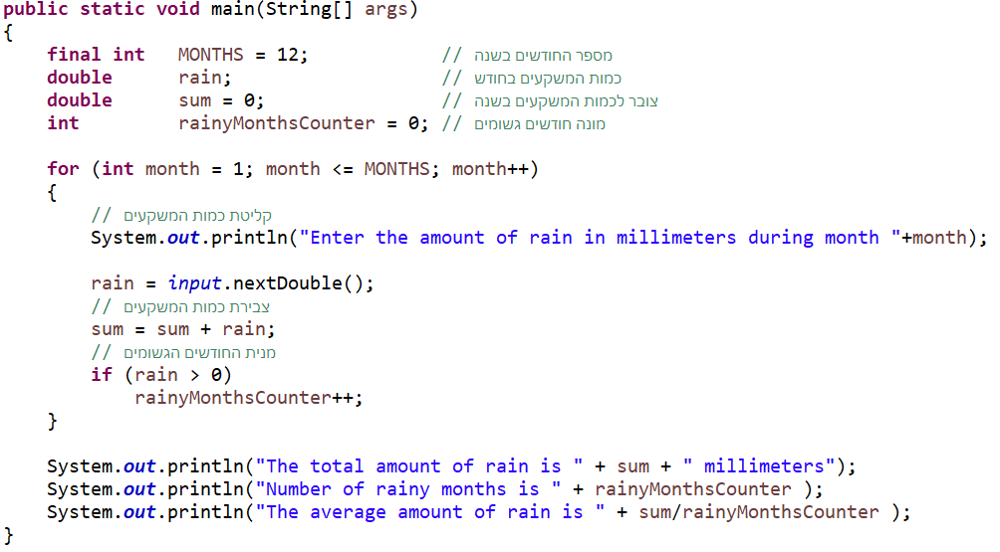 public static void main(String[] args)
{
    final int   MONTHS = 12;            // מספר החודשים בשנה
    double      rain;                   // כמות המשקעים בחודש
    double      sum = 0;                // צובר לכמות המשקעים בשנה
    int         rainyMonthsCounter = 0; // מונה חודשים גשומים
    for (int month = 1; month <= MONTHS; month++)
    {
        // קליטת כמות המשקעים
        System.out.println("Enter the amount of rain in millimeters during month "+month);
        rain = input.nextDouble();
        // צבירת כמות המשקעים
        sum = sum + rain;
        // מנית החודשים הגשומים
        if (rain > 0)
            rainyMonthsCounter++;
    }
    System.out.println("The total amount of rain is " + sum + " millimeters");
    System.out.println("Number of rainy months is " + rainyMonthsCounter );
    System.out.println("The average amount of rain is " + sum/rainyMonthsCounter );
}